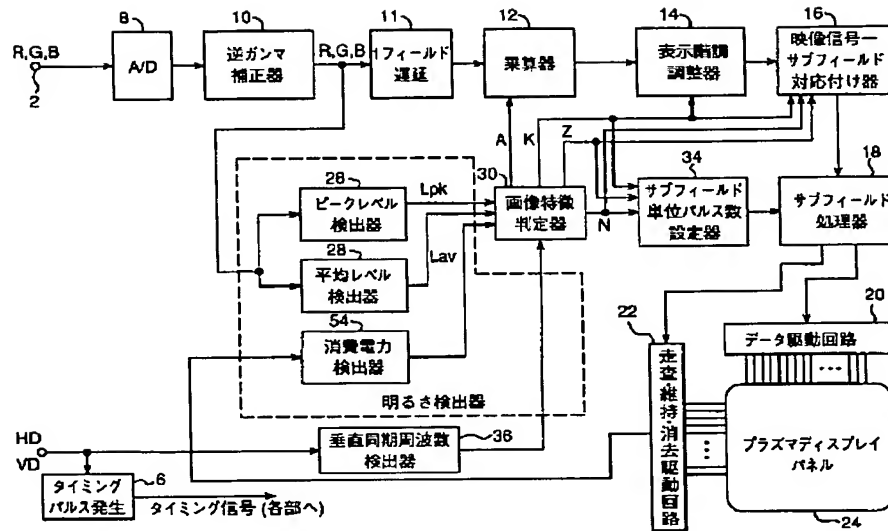 8
10
11
12
14
16
R,G,B
2
A/D
逆ガンマ
補正器
R,G,B
1フィールド
遅延
乗算器
表示階調
調整器
映像信号ー
サブフィールド
対応付け器
A
K
Z
26
ピークレベル
検出器
Lpk
30
画像特徴
判定器
N
34
サブフィールド
単位パルス数
設定器
18
サブフィールド
処理器
28
平均レベル
検出器
Lav
54
消費電力
検出器
明るさ検出器
22
走査・維持・消去駆動回路
20
データ駆動回路
HD
VD
垂直同期周波数
検出器
36
プラズマディスプレイ
パネル
6
タイミング
パルス発生
タイミング信号 (各部へ)
24